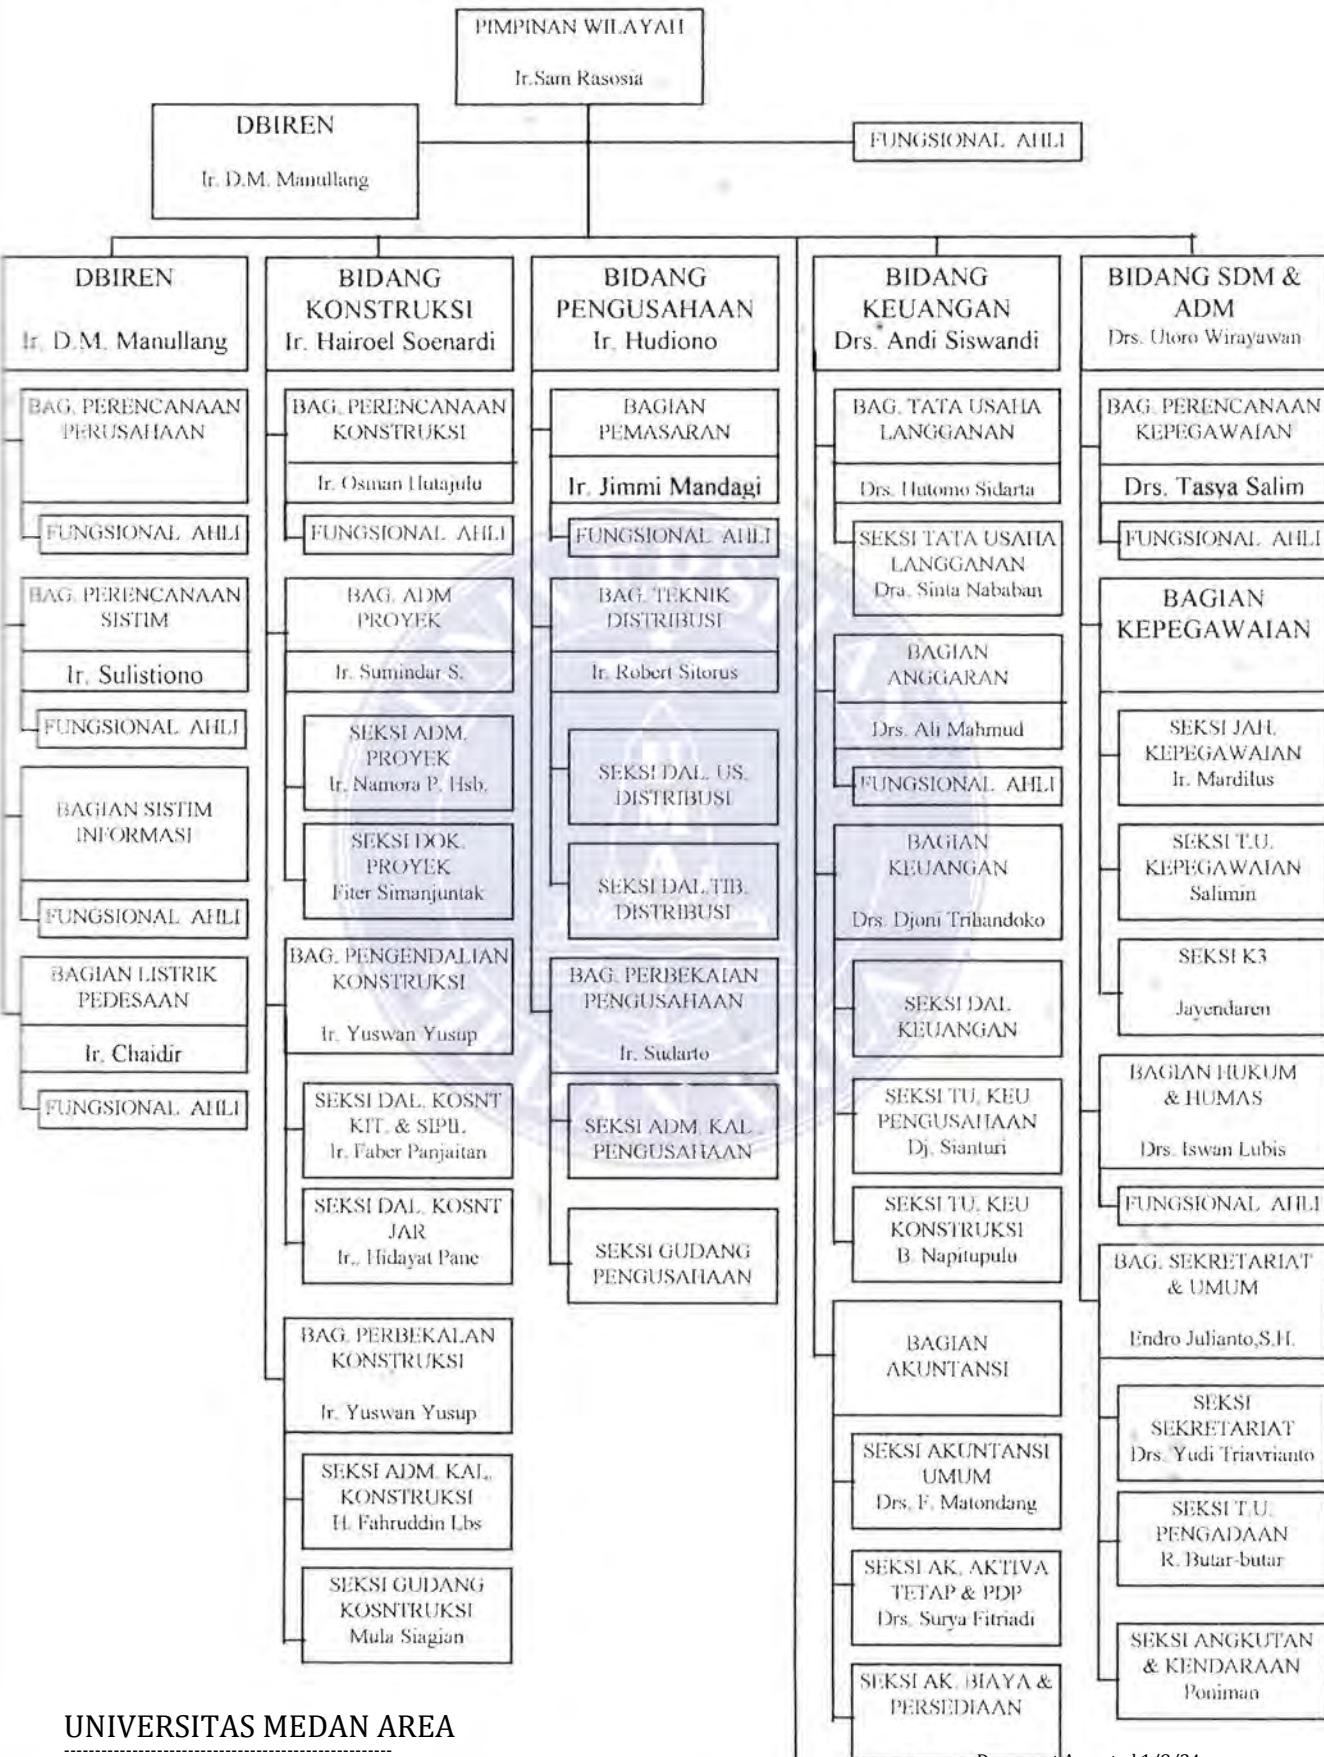 PIMPINAN WILAYAH
Ir.Sam Rasosia
DBIREN
Ir. D.M. Manullang
FUNGSIONAL AHLI
DBIREN
Ir. D.M. Manullang
BAG. PERENCANAAN
PERUSAHAAN
FUNGSIONAL AHLI
BAG. PERENCANAAN
SISTIM
Ir. Sulistiono
FUNGSIONAL AHLI
BAGIAN SISTIM
INFORMASI
FUNGSIONAL AHLI
BAGIAN LISTRIK
PEDESAAN
Ir. Chaidir
FUNGSIONAL AHLI
BIDANG
KONSTRUKSI
Ir. Hairoel Soenardi
BAG. PERENCANAAN
KONSTRUKSI
Ir. Osman Hutajulu
FUNGSIONAL AHLI
BAG. ADM
PROYEK
Ir. Sumindar S.
SEKSI ADM.
PROYEK
Ir. Namora P. Hsb.
SEKSI DOK.
PROYEK
Fiter Simanjuntak
BAG. PENGENDALIAN
KONSTRUKSI
Ir. Yuswan Yusup
SEKSI DAL. KOSNT
KIT. & SIPIL
Ir. Faber Panjaitan
SEKSI DAL. KOSNT
JAR
Ir,. Hidayat Pane
BAG. PERBEKALAN
KONSTRUKSI
Ir. Yuswan Yusup
SEKSI ADM. KAL.
KONSTRUKSI
H. Fahruddin Lbs
SEKSI GUDANG
KOSNTRUKSI
Mula Siagian
BIDANG
PENGUSAHAAN
Ir. Hudiono
BAGIAN
PEMASARAN
Ir. Jimmi Mandagi
FUNGSIONAL AHLI
BAG. TEKNIK
DISTRIBUSI
Ir. Robert Sitorus
SEKSI DAL. US.
DISTRIBUSI
SEKSI DAL.TIB.
DISTRIBUSI
BAG. PERBEKAIAN
PENGUSAHAAN
Ir. Sudarto
SEKSI ADM. KAL.
PENGUSAHAAN
SEKSI GUDANG
PENGUSAHAAN
BIDANG
KEUANGAN
Drs. Andi Siswandi
BAG. TATA USAHA
LANGGANAN
Drs. Hutomo Sidarta
SEKSI TATA USAHA
LANGGANAN
Dra. Sinta Nababan
BAGIAN
ANGGARAN
Drs. Ali Mahmud
FUNGSIONAL AHLI
BAGIAN
KEUANGAN
Drs. Djoni Trihandoko
SEKSI DAL
KEUANGAN
SEKSI TU. KEU
PENGUSAHAAN
Dj. Sianturi
SEKSI TU. KEU
KONSTRUKSI
B. Napitupulu
BAGIAN
AKUNTANSI
SEKSI AKUNTANSI
UMUM
Drs. F. Matondang
SEKSI AK. AKTIVA
TETAP & PDP
Drs. Surya Fitriadi
SEKSI AK. BIAYA &
PERSEDIAAN
BIDANG SDM &
ADM
Drs. Utoro Wirayawan
BAG. PERENCANAAN
KEPEGAWAIAN
Drs. Tasya Salim
FUNGSIONAL AHLI
BAGIAN
KEPEGAWAIAN
SEKSI JAH.
KEPEGAWAIAN
Ir. Mardilus
SEKSI T.U.
KEPEGAWAIAN
Salimin
SEKSI K3
Jayendaren
BAGIAN HUKUM
& HUMAS
Drs. Iswan Lubis
FUNGSIONAL AHLI
BAG. SEKRETARIAT
& UMUM
Endro Julianto,S.H.
SEKSI
SEKRETARIAT
Drs. Yudi Triavrianto
SEKSI T.U.
PENGADAAN
R. Butar-butar
SEKSI ANGKUTAN
& KENDARAAN
Poniman
UNIVERSITAS MEDAN AREA